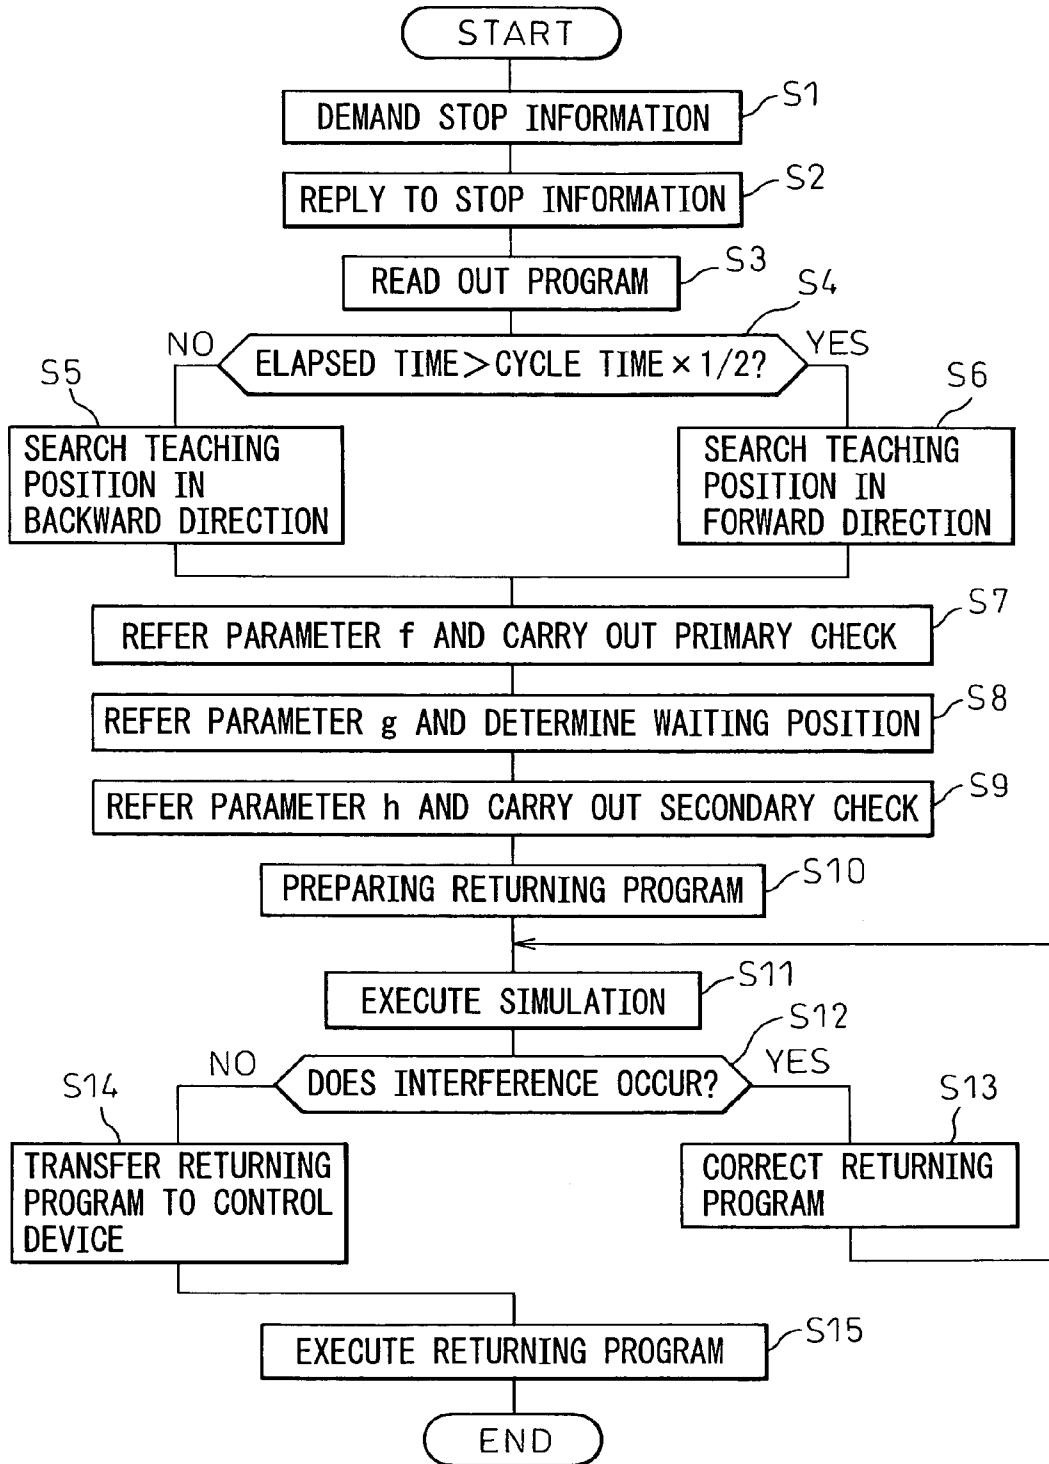 START
S1
DEMAND STOP INFORMATION
S2
REPLY TO STOP INFORMATION
S3
READ OUT PROGRAM
S4
NO
ELAPSED TIME>CYCLE TIME×1/2?
YES
S5
SEARCH TEACHING
POSITION IN
BACKWARD DIRECTION
S6
SEARCH TEACHING
POSITION IN
FORWARD DIRECTION
S7
REFER PARAMETER f AND CARRY OUT PRIMARY CHECK
S8
REFER PARAMETER g AND DETERMINE WAITING POSITION
S9
REFER PARAMETER h AND CARRY OUT SECONDARY CHECK
S10
PREPARING RETURNING PROGRAM
S11
EXECUTE SIMULATION
S12
NO
DOES INTERFERENCE OCCUR?
YES
S14
TRANSFER RETURNING
PROGRAM TO CONTROL
DEVICE
S13
CORRECT RETURNING
PROGRAM
S15
EXECUTE RETURNING PROGRAM
END